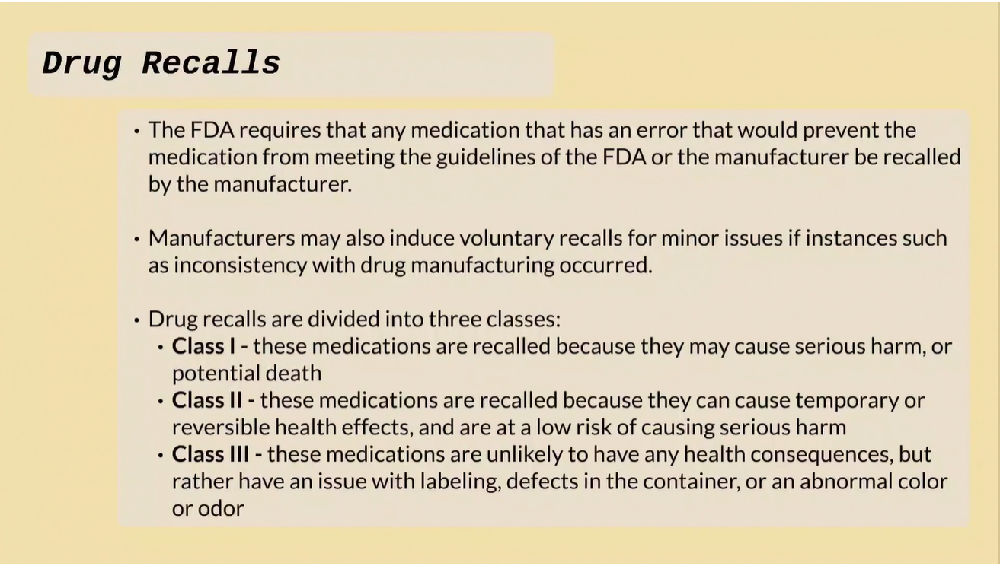 Drug Recalls
• The FDA requires that any medication that has an error that would prevent the
medication from meeting the guidelines of the FDA or the manufacturer be recalled
by the manufacturer.
• Manufacturers may also induce voluntary recalls for minor issues if instances such
as inconsistency with drug manufacturing occurred.
• Drug recalls are divided into three classes:
• Class I - these medications are recalled because they may cause serious harm, or
potential death
• Class II - these medications are recalled because they can cause temporary or
reversible health effects, and are at a low risk of causing serious harm
• Class III - these medications are unlikely to have any health consequences, but
rather have an issue with labeling, defects in the container, or an abnormal color
or odor